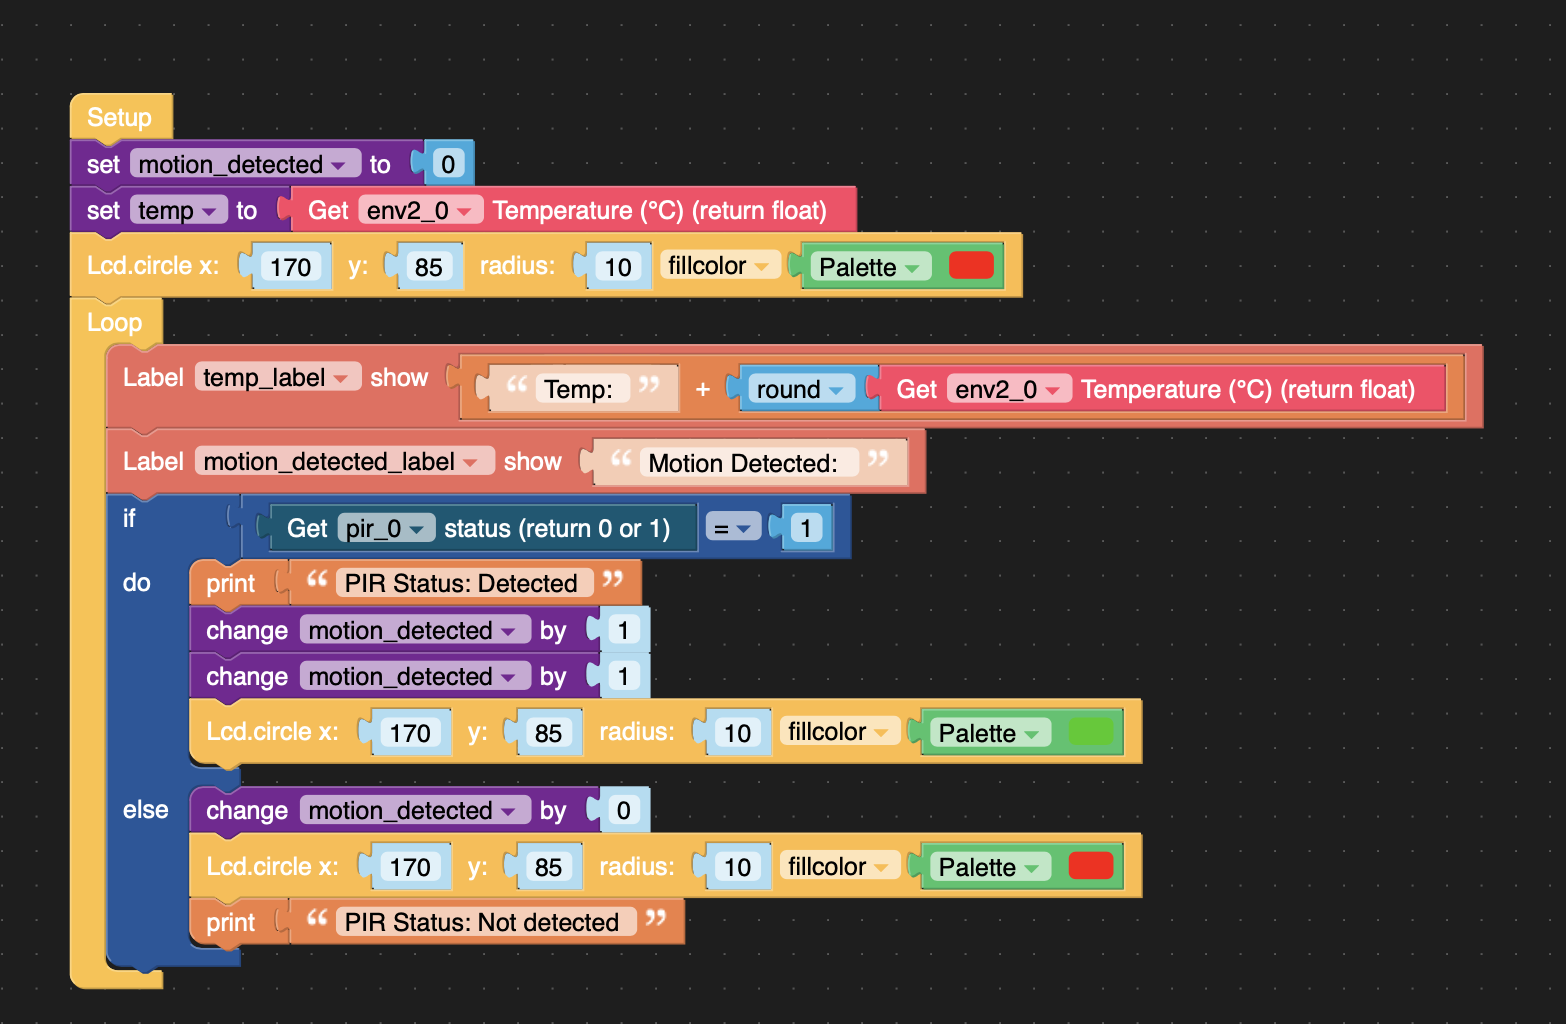 Setup
set motion_detected to 0
set temp to Get env2_0 Temperature (°C) (return float)
Lcd.circle x: 170 y: 85 radius: 10 fillcolor Palette
Loop
Label temp_label show “ Temp: ” + round Get env2_0 Temperature (°C) (return float)
Label motion_detected_label show “ Motion Detected: ”
if Get pir_0 status (return 0 or 1) = 1
do print “ PIR Status: Detected ”
change motion_detected by 1
change motion_detected by 1
Lcd.circle x: 170 y: 85 radius: 10 fillcolor Palette
else change motion_detected by 0
Lcd.circle x: 170 y: 85 radius: 10 fillcolor Palette
print “ PIR Status: Not detected ”